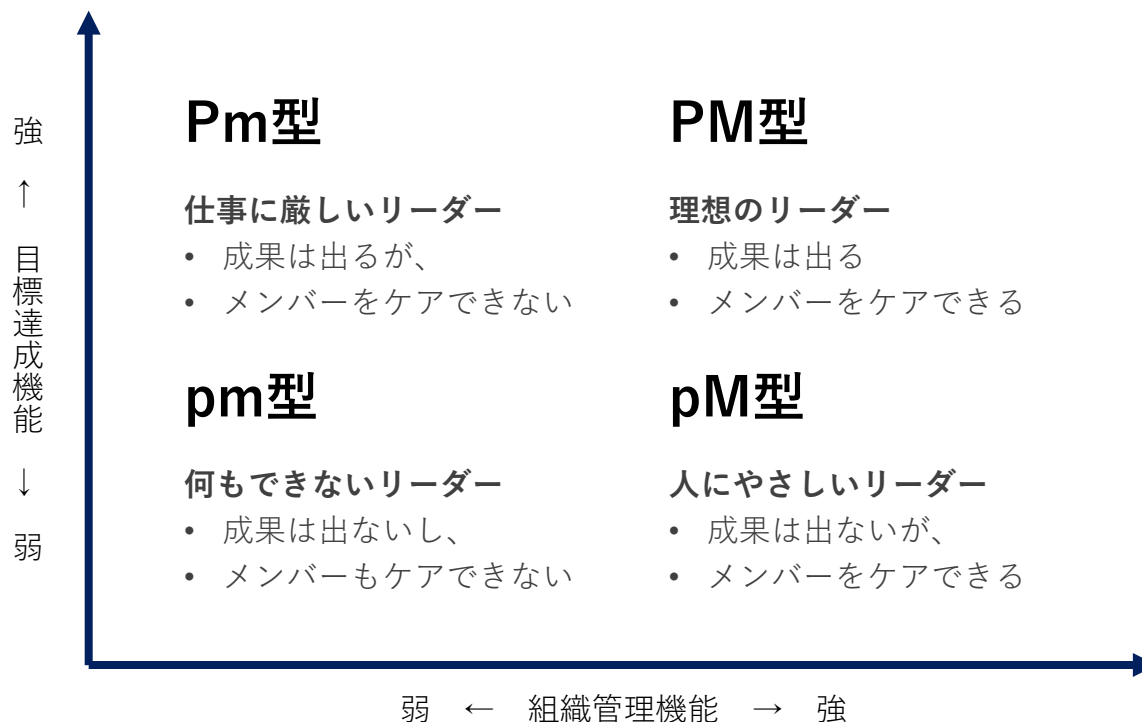 強 ↑ 目標達成機能 ↓ 弱
Pm型
仕事に厳しいリーダー
• 成果は出るが、
• メンバーをケアできない
PM型
理想のリーダー
• 成果は出る
• メンバーをケアできる
pm型
何もできないリーダー
• 成果は出ないし、
• メンバーもケアできない
pM型
人にやさしいリーダー
• 成果は出ないが、
• メンバーをケアできる
弱 ← 組織管理機能 → 強